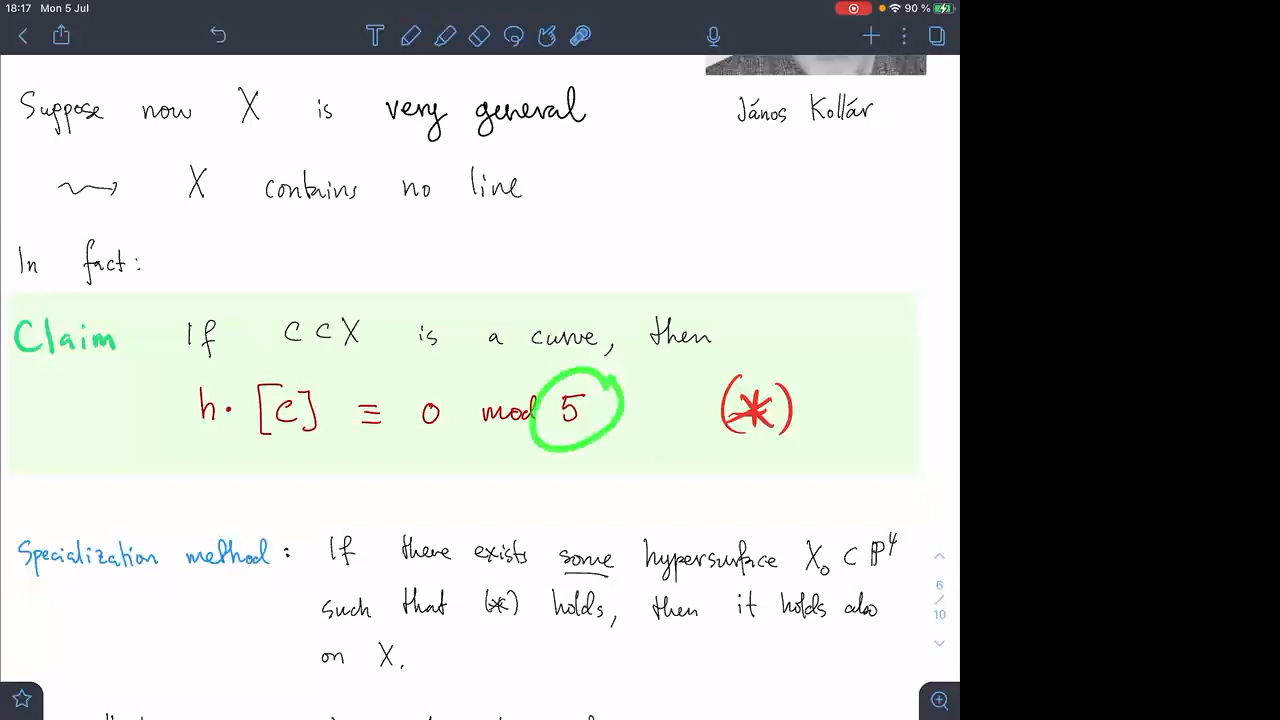 18:17 Mon 5 Jul
90 %
T
Suppose now X is very general
János Kollár
⇝ X contains no line
In fact:
Claim If C ⊂ X is a curve, then
h · [C] ≡ 0 mod 5 (*)
Specialization method: If there exists some hypersurface X₀ ⊂ ℙ⁴
such that (*) holds, then it holds also
on X.
6
/
10